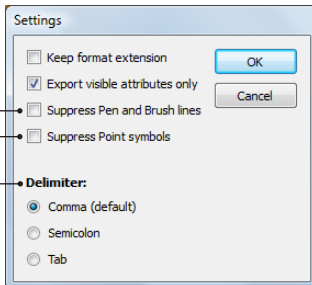 Settings
Keep format extension
OK
Export visible attributes only
Cancel
Suppress Pen and Brush lines
Suppress Point symbols
Delimiter:
Comma (default)
Semicolon
Tab